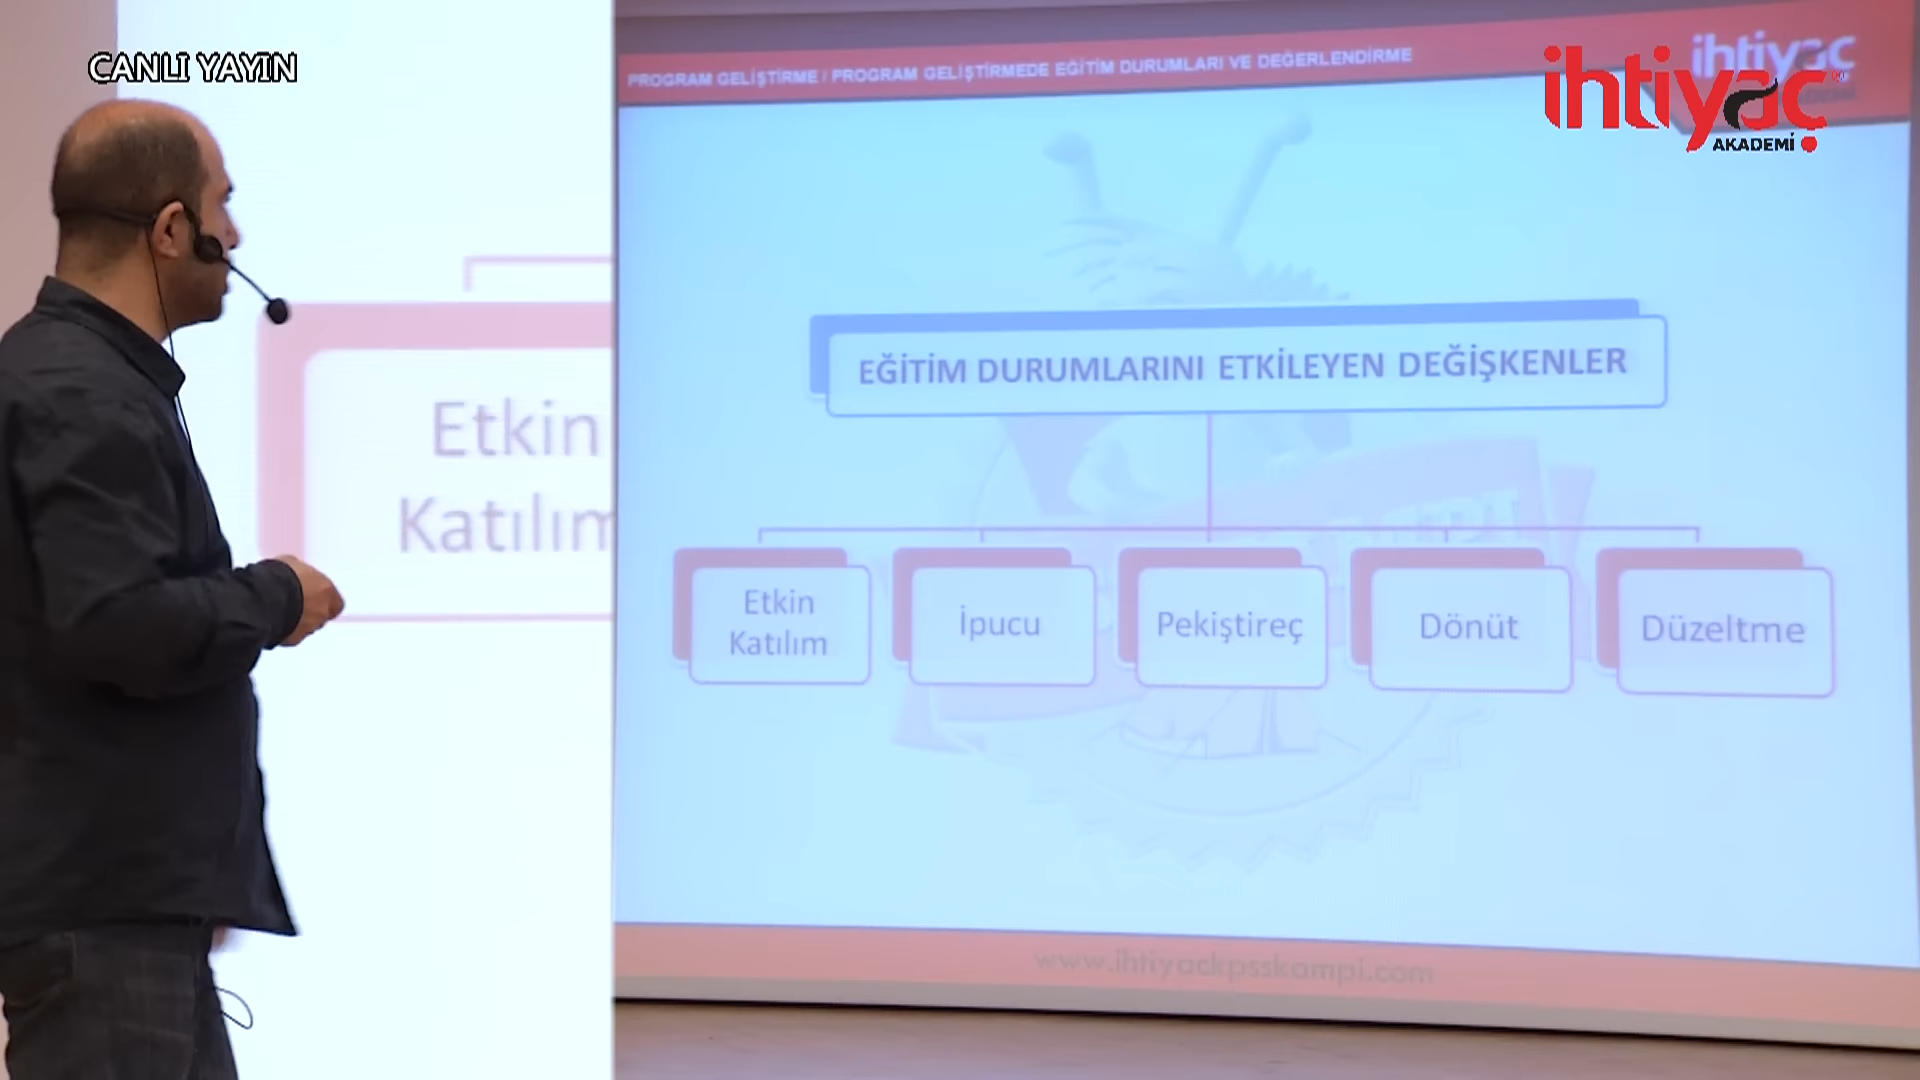 CANLI YAYIN
PROGRAM GELİŞTİRME / PROGRAM GELİŞTİRMEDE EĞİTİM DURUMLARI VE DEĞERLENDİRME
ihtiyaç
ihtiyaç
AKADEMİ
EĞİTİM DURUMLARINI ETKİLEYEN DEĞİŞKENLER
Etkin
Katılım
Etkin
Katılım
İpucu
Pekiştireç
Dönüt
Düzeltme
www.ihtiyackpsskampi.com